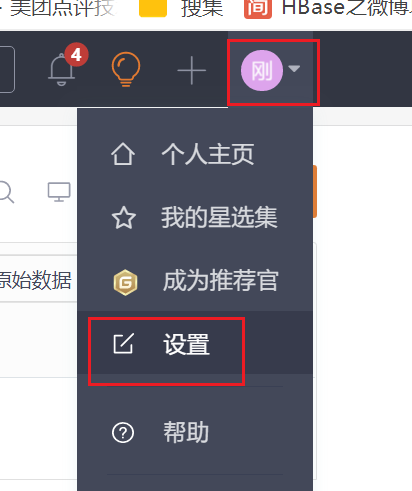 美团点评技
搜集
简 HBase之微博
4
刚
个人主页
我的星选集
成为推荐官
原始数据
设置
帮助